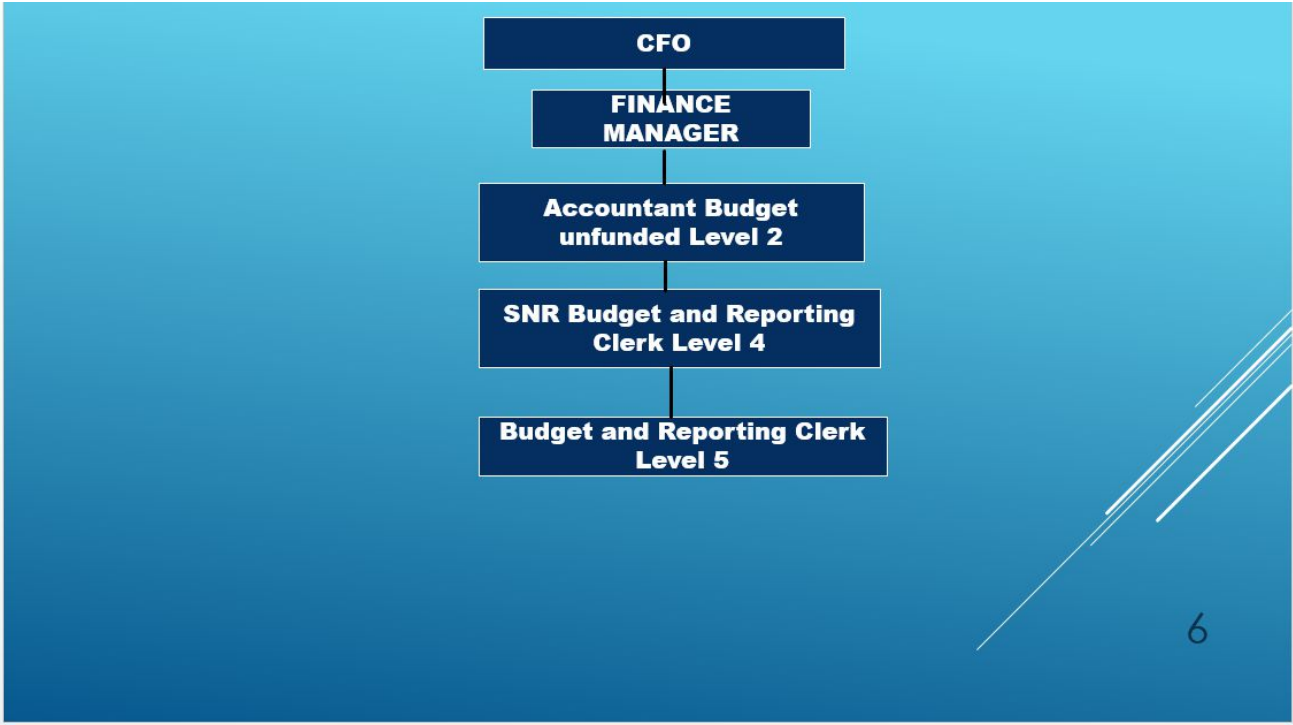 CFO
FINANCE
MANAGER
Accountant Budget
unfunded Level 2
SNR Budget and Reporting
Clerk Level 4
Budget and Reporting Clerk
Level 5
6